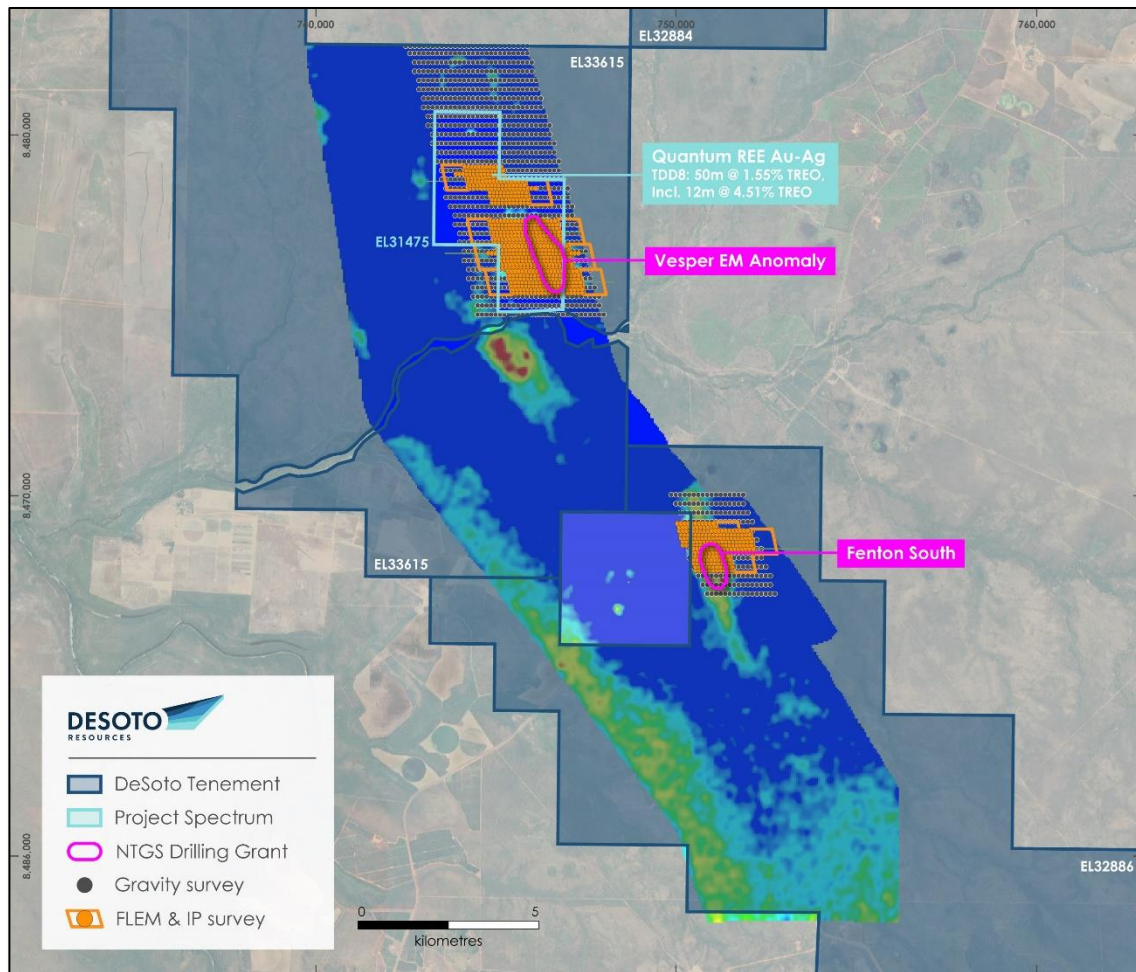 740,000
750,000
760,000
EL32884
EL33615
8,480,000
Quantum REE Au-Ag
TDD8: 50m @ 1.55% TREO,
Incl. 12m @ 4.51% TREO
EL31475
Vesper EM Anomaly
8,470,000
EL33615
Fenton South
DESOTO
RESOURCES
DeSoto Tenement
Project Spectrum
NTGS Drilling Grant
Gravity survey
FLEM & IP survey
8,486,000
EL32886
0 5
kilometres